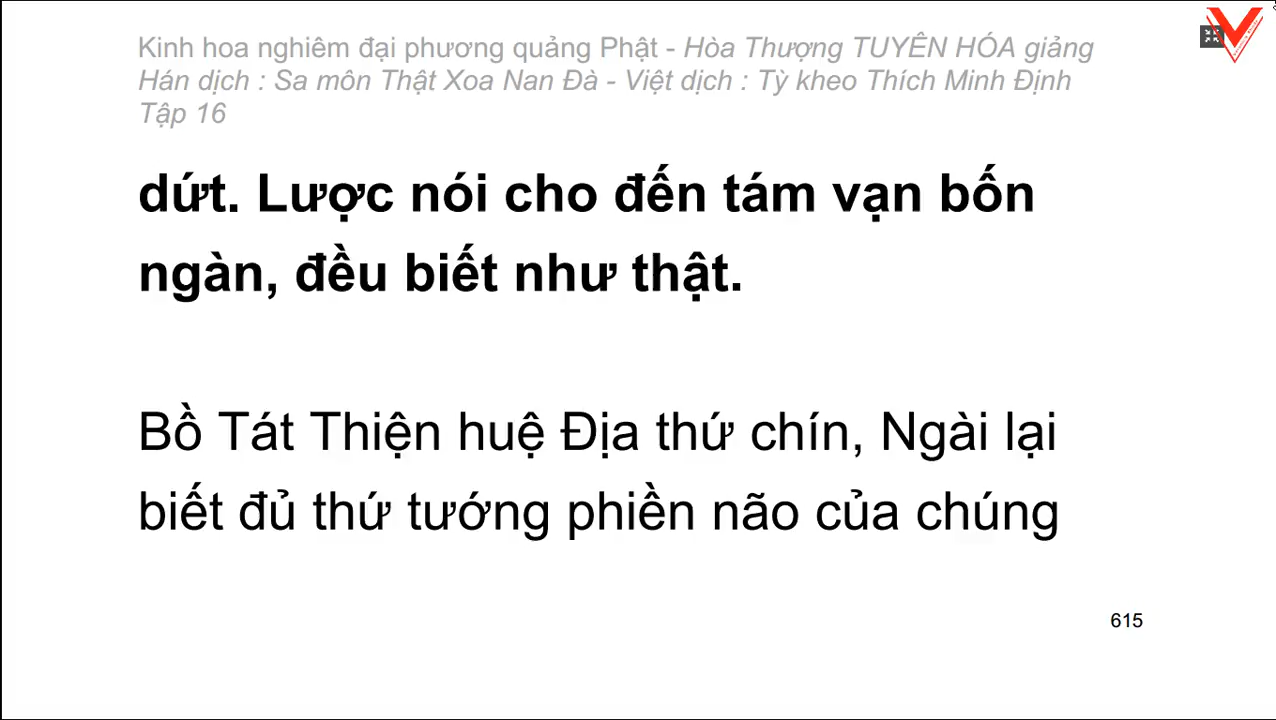 Kinh hoa nghiêm đại phương quảng Phật - Hòa Thượng TUYÊN HÓA giảng
Hán dịch : Sa môn Thật Xoa Nan Đà - Việt dịch : Tỳ kheo Thích Minh Định
Tập 16
dứt. Lược nói cho đến tám vạn bốn
ngàn, đều biết như thật.
Bồ Tát Thiện huệ Địa thứ chín, Ngài lại
biết đủ thứ tướng phiền não của chúng
615